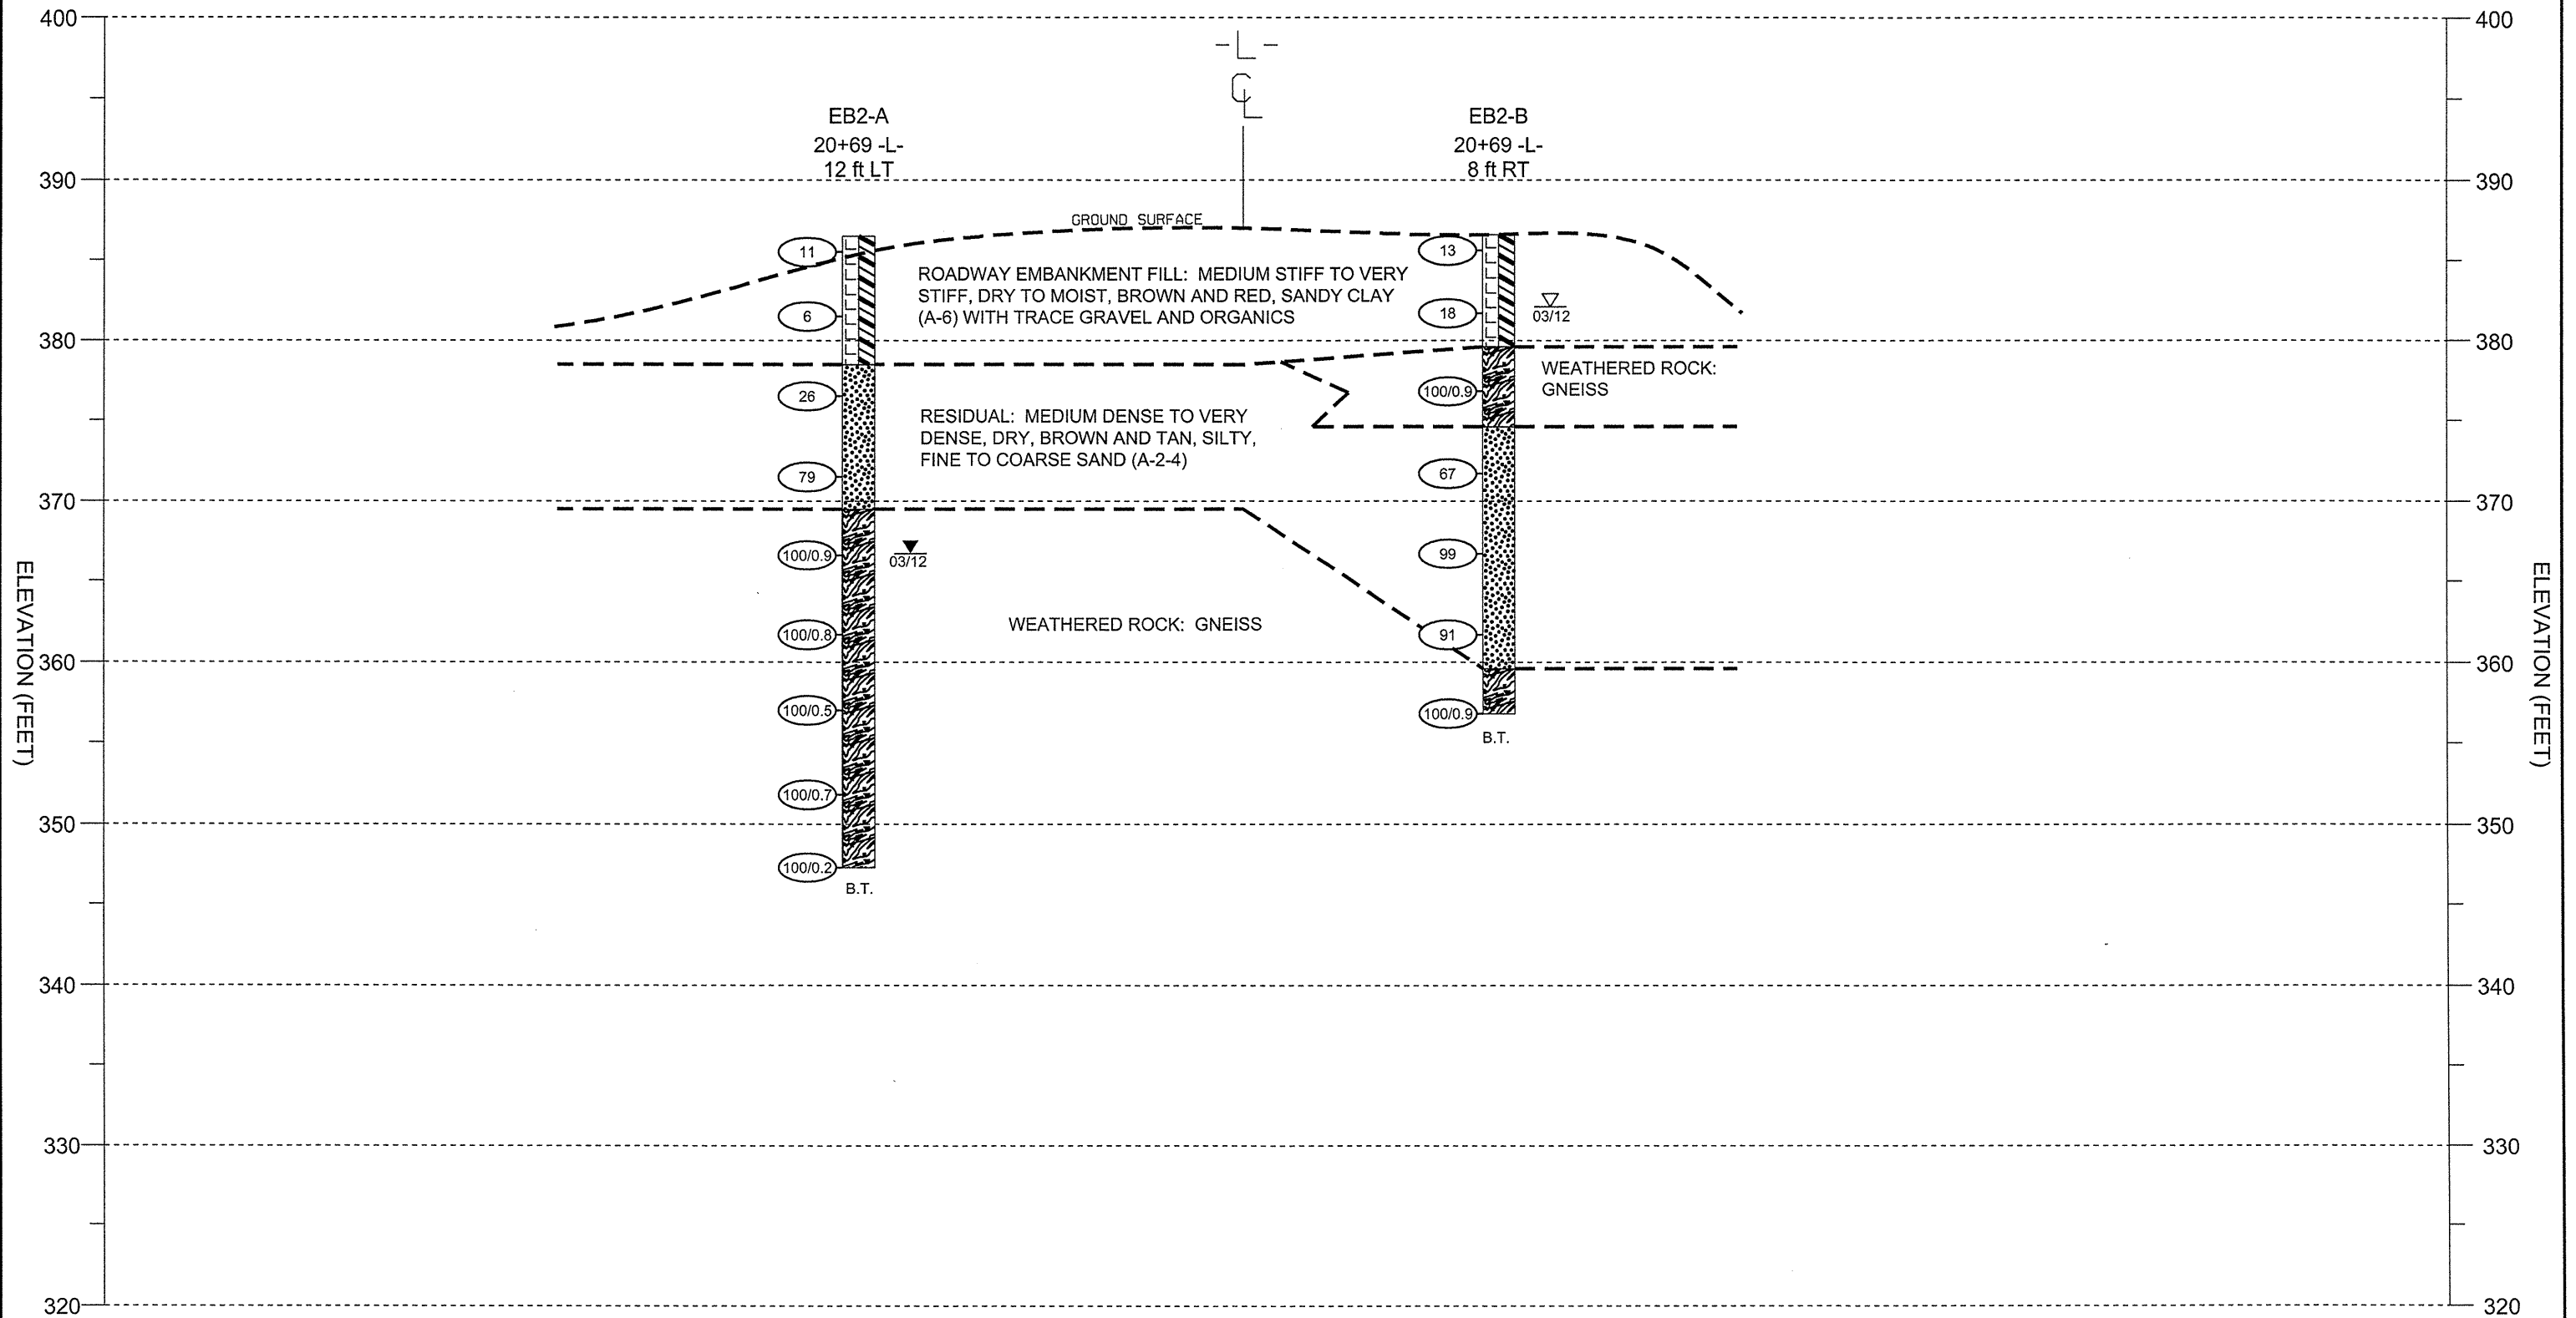 400
400
-L-
CL
EB2-A
20+69 -L-
12 ft LT
EB2-B
20+69 -L-
8 ft RT
390
390
GROUND SURFACE
11
13
ROADWAY EMBANKMENT FILL: MEDIUM STIFF TO VERY
STIFF, DRY TO MOIST, BROWN AND RED, SANDY CLAY
(A-6) WITH TRACE GRAVEL AND ORGANICS
6
18
03/12
380
380
WEATHERED ROCK:
GNEISS
26
100/0.9
RESIDUAL: MEDIUM DENSE TO VERY
DENSE, DRY, BROWN AND TAN, SILTY,
FINE TO COARSE SAND (A-2-4)
79
67
370
370
100/0.9
03/12
99
WEATHERED ROCK: GNEISS
100/0.8
91
360
360
ELEVATION (FEET)
ELEVATION (FEET)
100/0.5
100/0.9
B.T.
100/0.7
350
350
100/0.2
B.T.
340
340
330
330
320
320